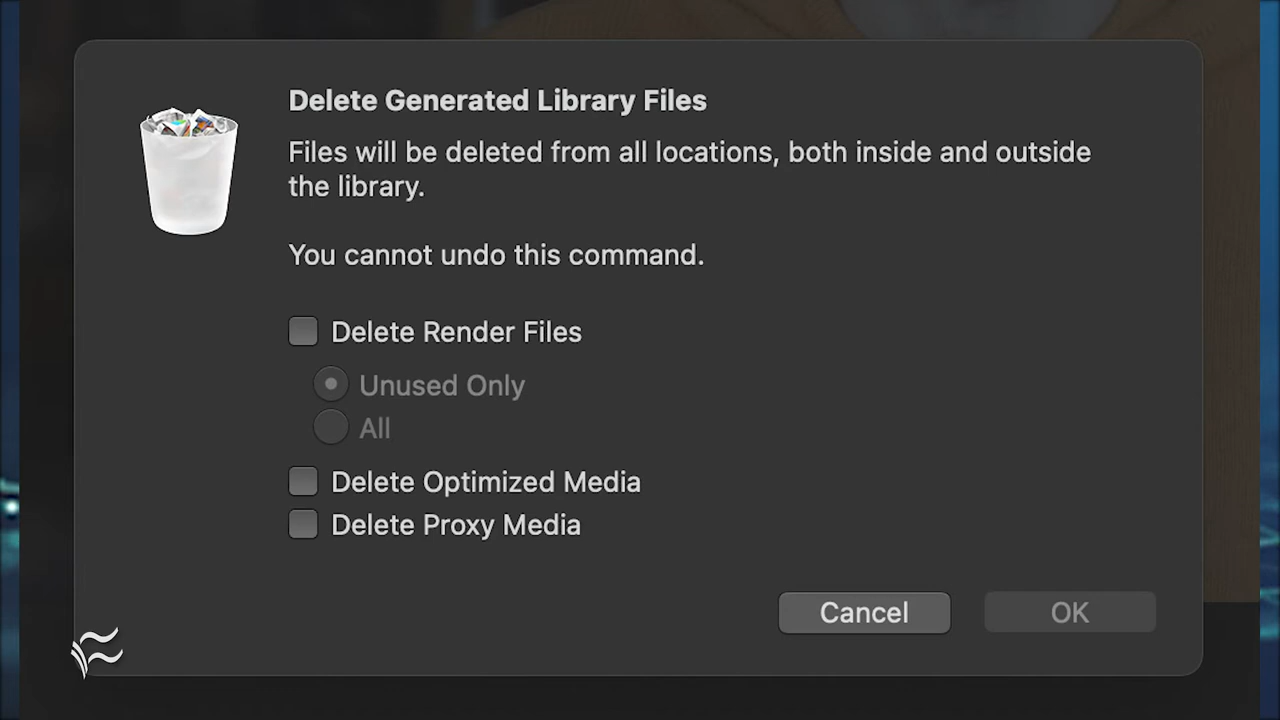 Delete Generated Library Files
Files will be deleted from all locations, both inside and outside
the library.
You cannot undo this command.
Delete Render Files
Unused Only
All
Delete Optimized Media
Delete Proxy Media
Cancel
OK